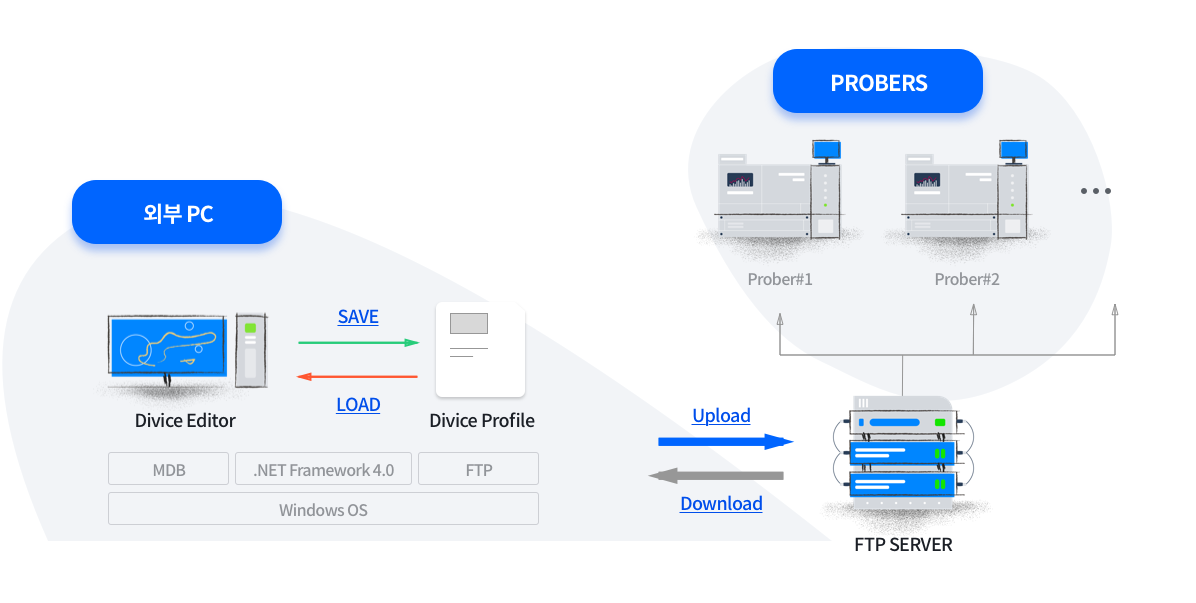 PROBERS
Prober#1
Prober#2
외부 PC
SAVE
LOAD
Divice Editor
Divice Profile
MDB
.NET Framework 4.0
FTP
Windows OS
Upload
Download
FTP SERVER